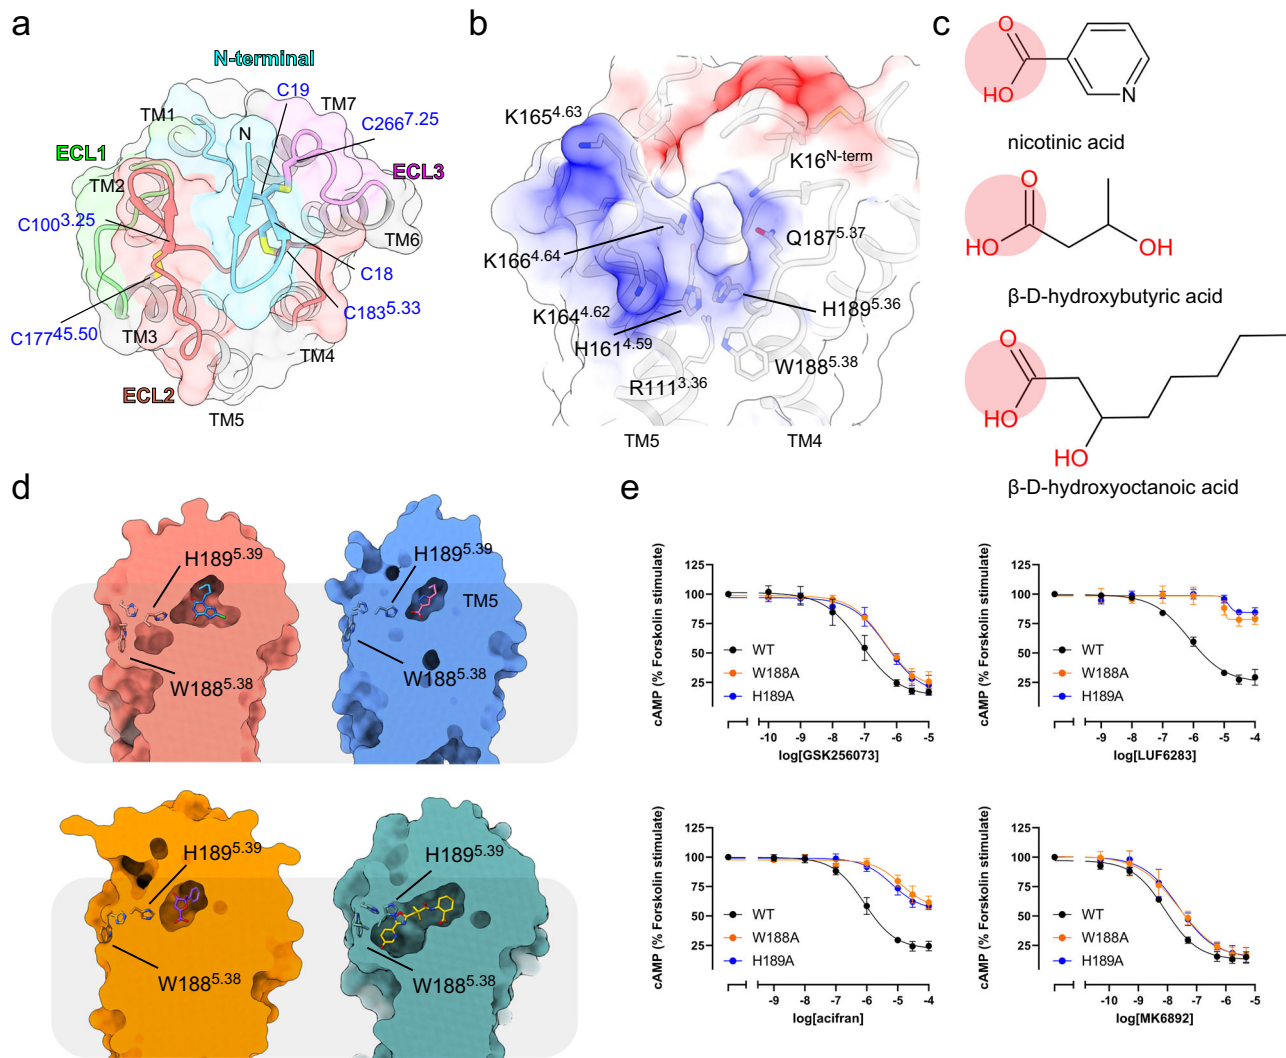 a
N-terminal
C19
TM7
C266^7.25
TM1
N
ECL1
ECL3
TM2
C100^3.25
TM6
C18
C183^5.33
C177^45.50
TM3
TM4
ECL2
TM5
b
K165^4.63
K16^N-term
Q187^5.37
K166^4.64
K164^4.62
H189^5.36
H161^4.59
W188^5.38
R111^3.36
TM5
TM4
c
O
HO
N
nicotinic acid
O
HO
OH
β-D-hydroxybutyric acid
O
HO
HO
β-D-hydroxyoctanoic acid
d
H189^5.39
W188^5.38
H189^5.39
TM5
W188^5.38
H189^5.39
W188^5.38
H189^5.39
W188^5.38
e
cAMP (% Forskolin stimulate)
125
100
75
50
25
WT
W188A
H189A
-10 -9 -8 -7 -6 -5
log[GSK256073]
cAMP (% Forskolin stimulate)
125
100
75
50
25
WT
W188A
H189A
-9 -8 -7 -6 -5 -4
log[LUF6283]
cAMP (% Forskolin stimulate)
125
100
75
50
25
WT
W188A
H189A
-9 -8 -7 -6 -5 -4
log[acifran]
cAMP (% Forskolin stimulate)
125
100
75
50
25
WT
W188A
H189A
-10 -9 -8 -7 -6 -5
log[MK6892]